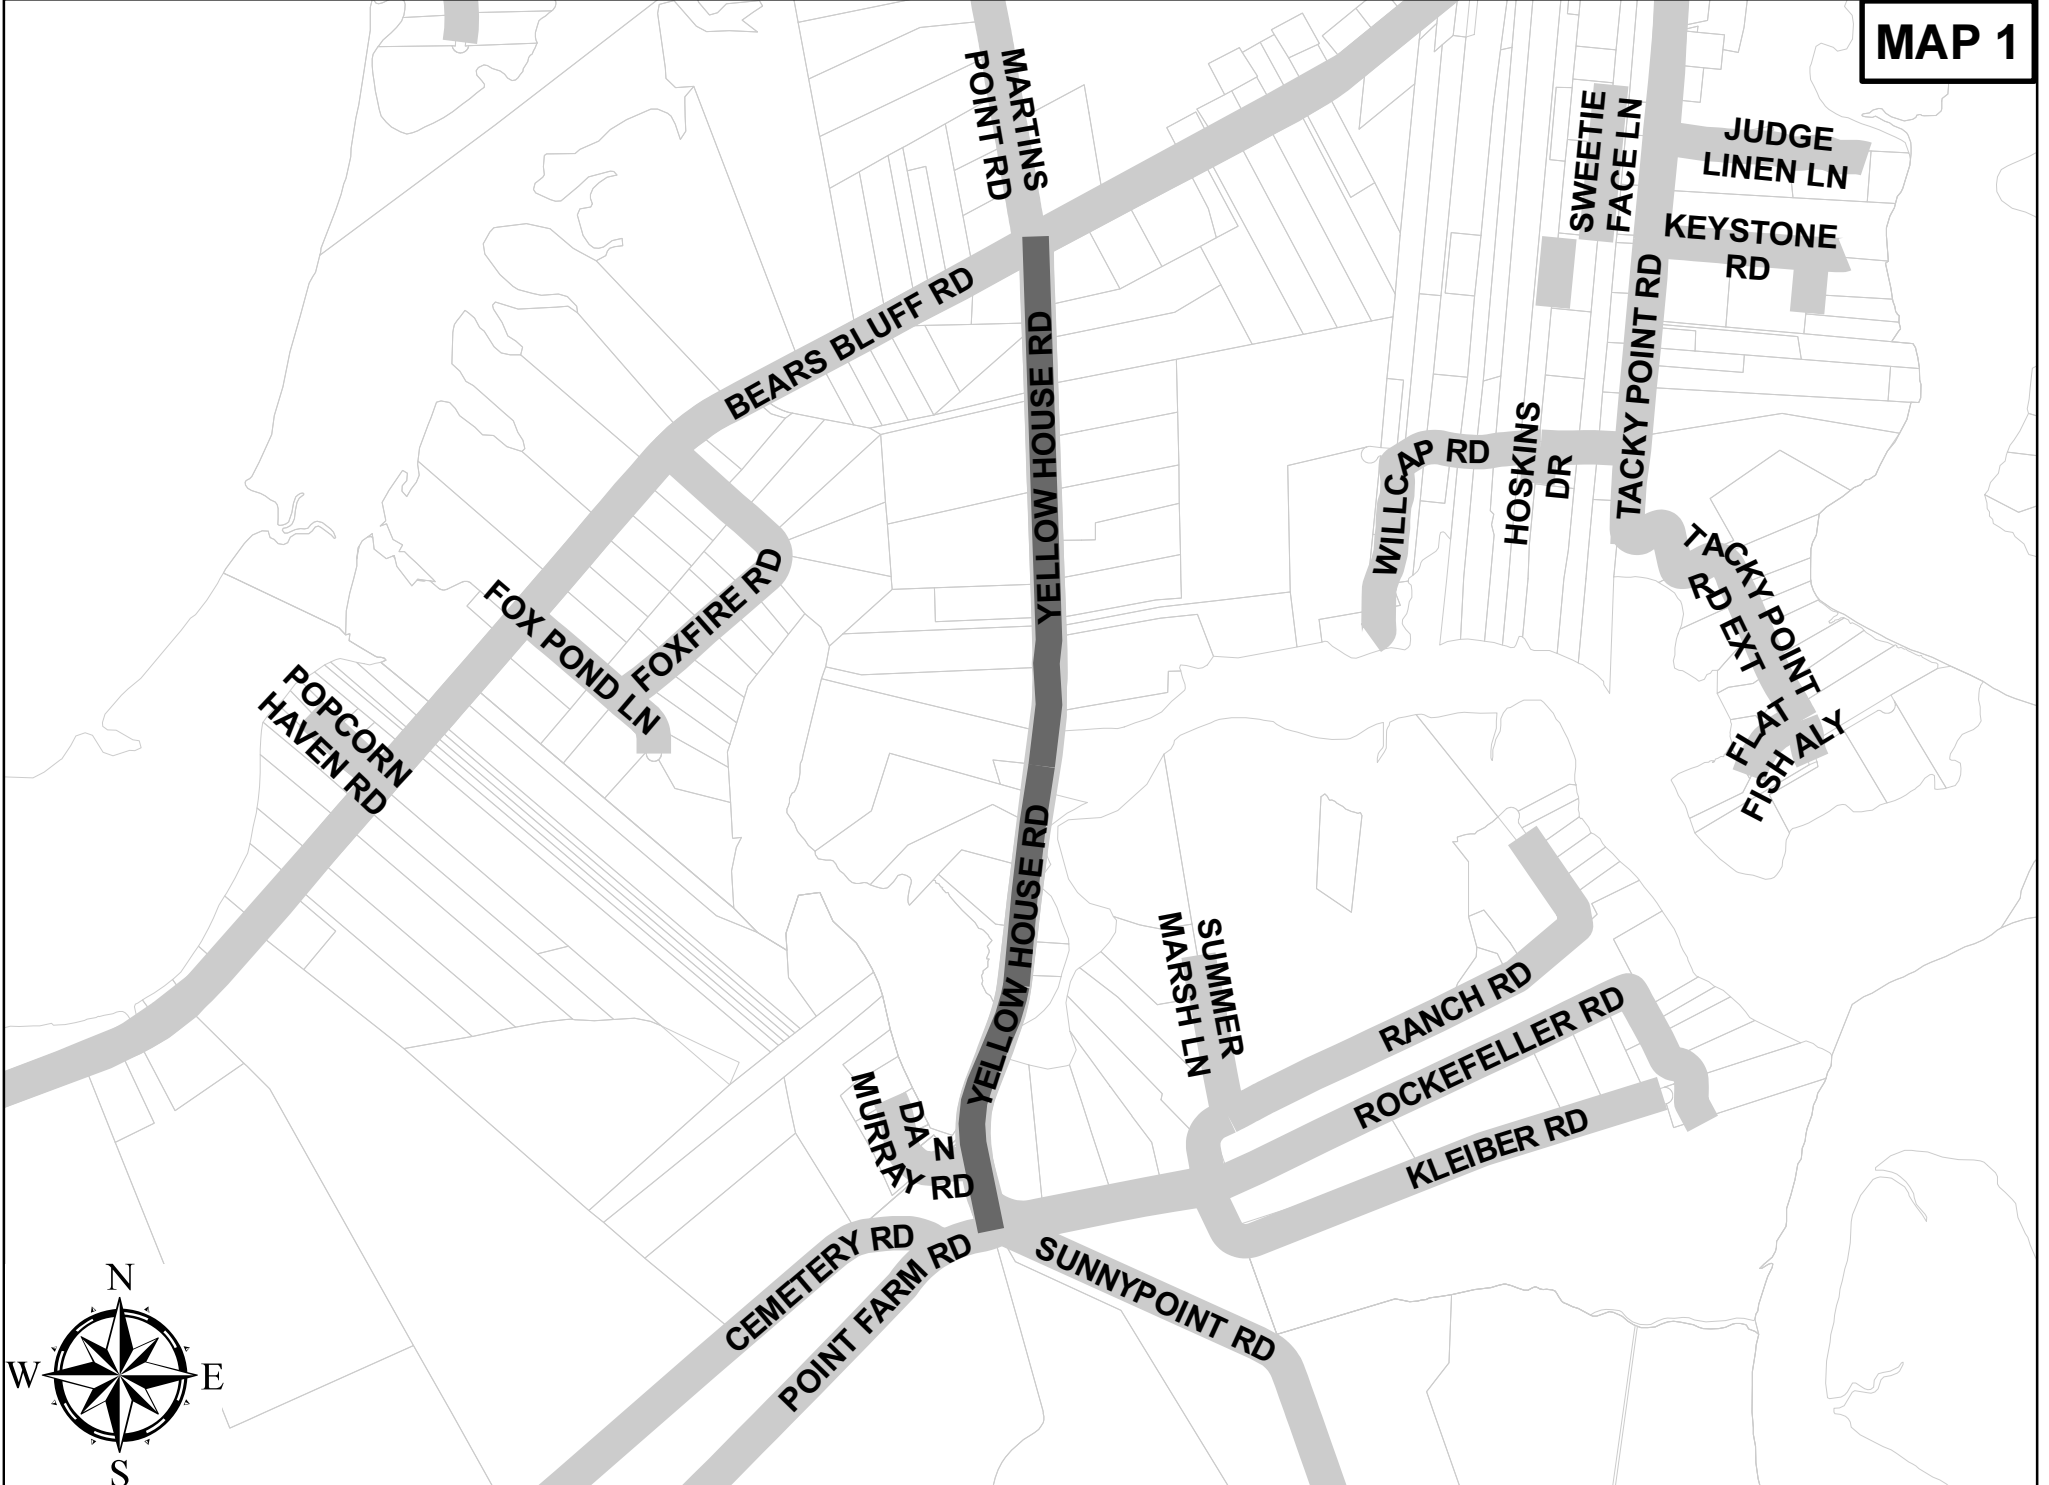 MAP 1
MARTINS
POINT RD
SWEETIE
FACE LN
JUDGE
LINEN LN
KEYSTONE
RD
BEARS BLUFF RD
YELLOW HOUSE RD
TACKY POINT RD
WILLCAP RD
HOSKINS
DR
TACKY POINT
RD EXT
FLAT
FISH ALY
FOX POND LN
FOXFIRE RD
POPCORN
HAVEN RD
YELLOW HOUSE RD
SUMMER
MARSH LN
RANCH RD
ROCKEFELLER RD
KLEIBER RD
DAN
MURRAY RD
CEMETERY RD
POINT FARM RD
SUNNYPOINT RD
N
W E
S